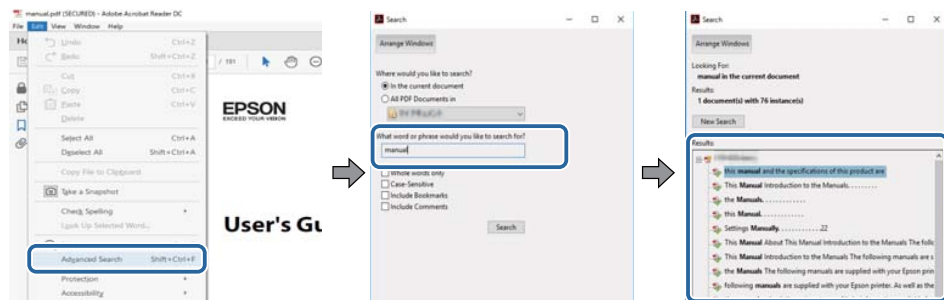 manual.pdf (SECURED) - Adobe Acrobat Reader DC
File Edit View Window Help
Undo Ctrl+Z
Redo Shift+Ctrl+Z
Cut Ctrl+X
Copy Ctrl+C
Paste Ctrl+V
Delete
Select All Ctrl+A
Deselect All Shift+Ctrl+A
Copy File to Clipboard
Take a Snapshot
Check Spelling
Look Up Selected Word...
Advanced Search Shift+Ctrl+F
Protection
Accessibility
/ 191
EPSON
EXCEED YOUR VISION
User's Gu
Search
Arrange Windows
Where would you like to search?
In the current document
All PDF Documents in
What word or phrase would you like to search for?
manual
Whole words only
Case-Sensitive
Include Bookmarks
Include Comments
Search
Search
Arrange Windows
Looking For:
manual in the current document
Results:
1 document(s) with 76 instance(s)
New Search
Results:
this manual and the specifications of this product are
This Manual Introduction to the Manuals.........
the Manuals.............
this Manual.............
Settings Manually............22
This Manual About This Manual Introduction to the Manuals The follo
This Manual Introduction to the Manuals The following manuals are s
the Manuals The following manuals are supplied with your Epson prin
following manuals are supplied with your Epson printer. As well as the